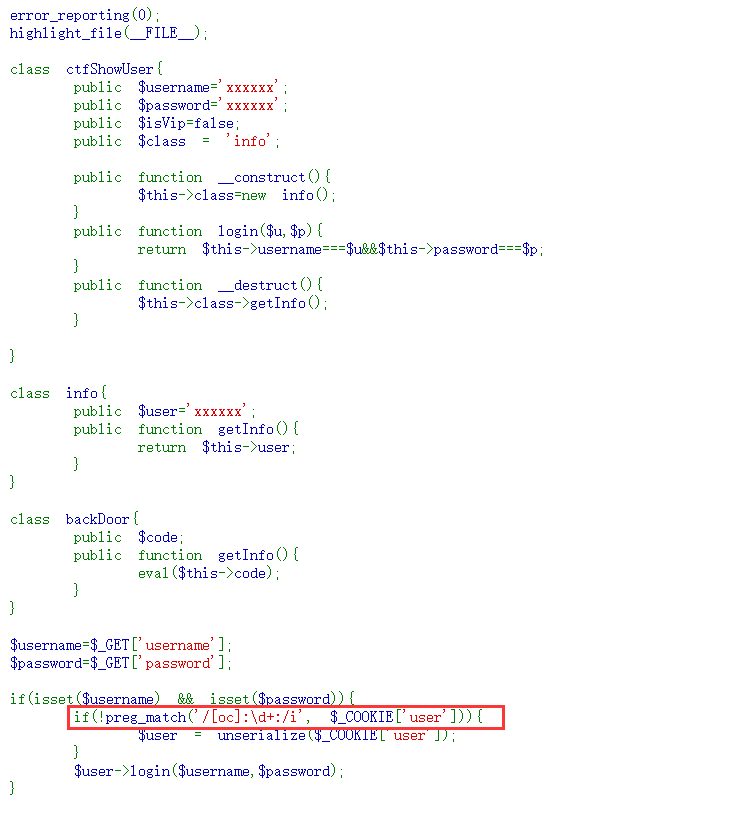 error_reporting(0);
highlight_file(__FILE__);
class ctfShowUser{
public $username='xxxxxx';
public $password='xxxxxx';
public $isVip=false;
public $class = 'info';
public function __construct(){
$this->class=new info();
}
public function login($u,$p){
return $this->username===$u&&$this->password===$p;
}
public function __destruct(){
$this->class->getInfo();
}
}
class info{
public $user='xxxxxx';
public function getInfo(){
return $this->user;
}
}
class backDoor{
public $code;
public function getInfo(){
eval($this->code);
}
}
$username=$_GET['username'];
$password=$_GET['password'];
if(isset($username) && isset($password)){
if(!preg_match('/[oc]:\d+:/i', $_COOKIE['user'])){
$user = unserialize($_COOKIE['user']);
}
$user->login($username,$password);
}